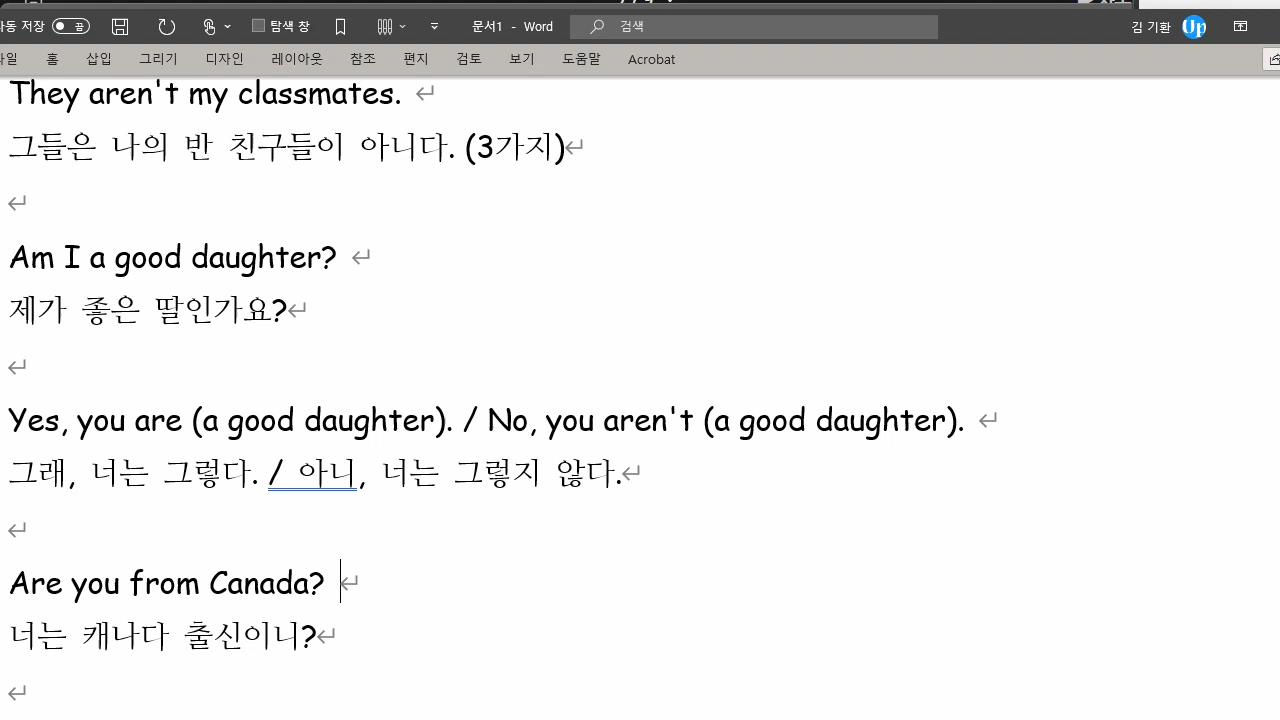 자동 저장 끔 탐색 창 문서1 - Word 검색 김 기환 Up
홈 삽입 그리기 디자인 레이아웃 참조 편지 검토 보기 도움말 Acrobat
They aren't my classmates.
그들은 나의 반 친구들이 아니다. (3가지)
Am I a good daughter?
제가 좋은 딸인가요?
Yes, you are (a good daughter). / No, you aren't (a good daughter).
그래, 너는 그렇다. / 아니, 너는 그렇지 않다.
Are you from Canada?
너는 캐나다 출신이니?